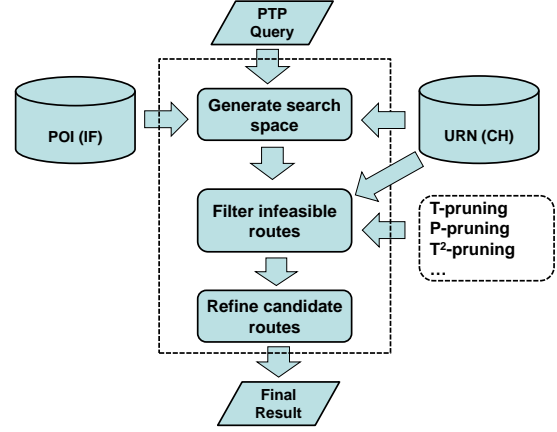 PTP
Query
Generate search
space
POI (IF)
URN (CH)
Filter infeasible
routes
T-pruning
P-pruning
T²-pruning
...
Refine candidate
routes
Final
Result